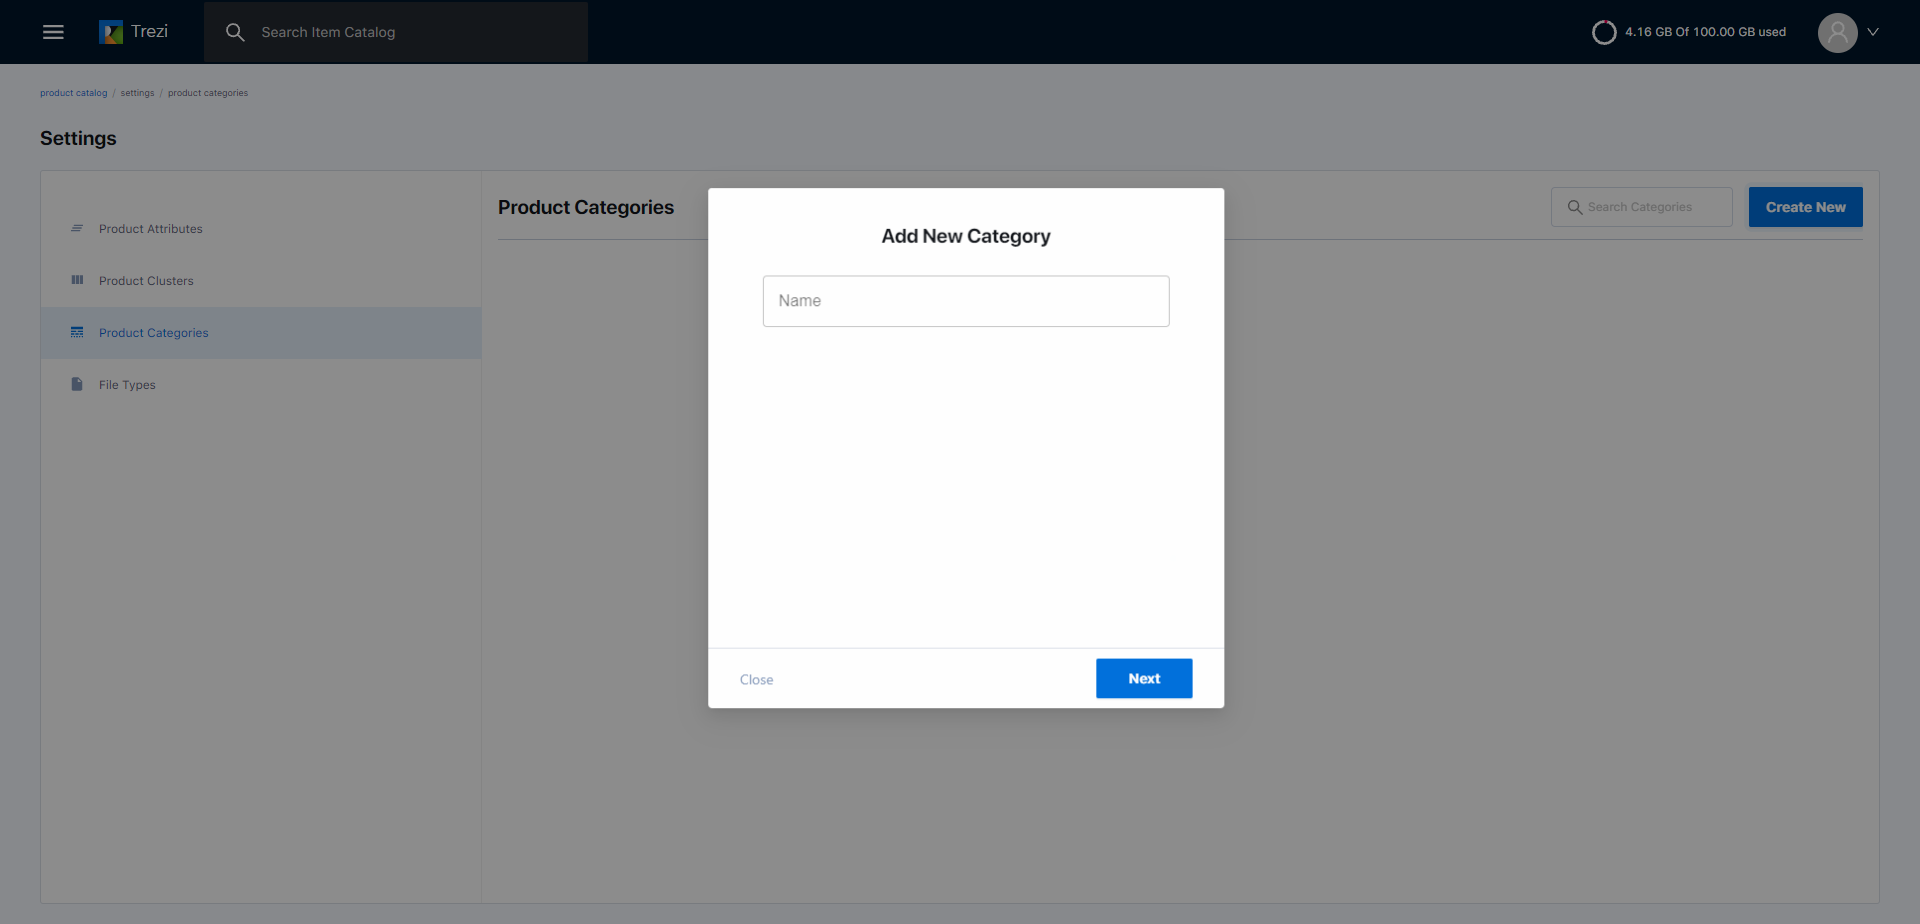 Trezi
Search Item Catalog
4.16 GB Of 100.00 GB used
product catalog / settings / product categories
Settings
Product Attributes
Product Clusters
Product Categories
File Types
Product Categories
Search Categories
Create New
Add New Category
Name
Close
Next